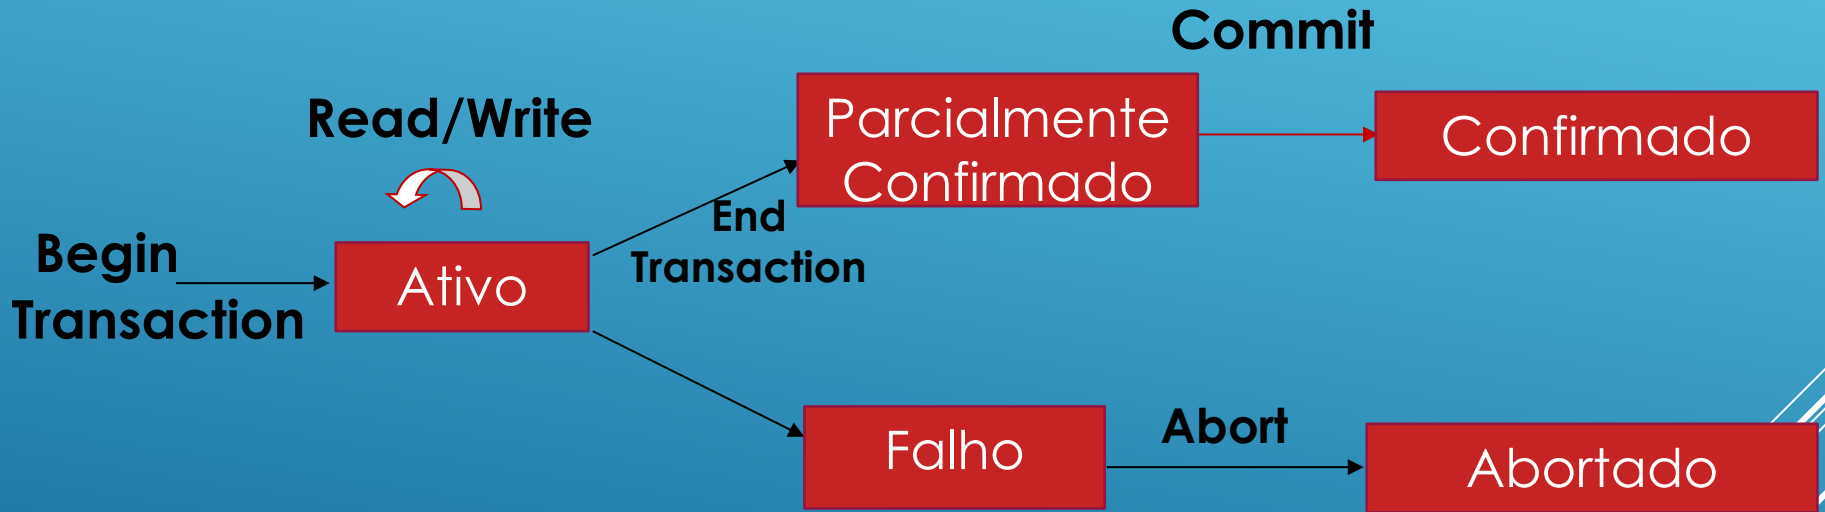 Commit
Read/Write
Parcialmente
Confirmado
Confirmado
End
Transaction
Begin
Transaction
Ativo
Falho
Abort
Abortado